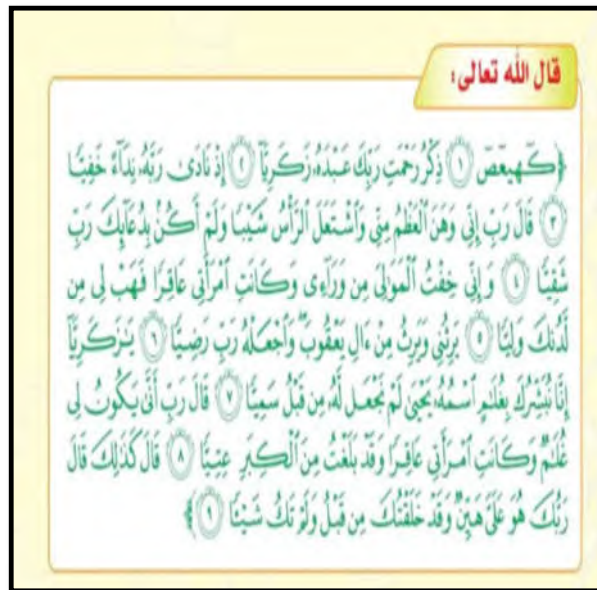 قال الله تعالى:
﴿كٓهيعٓصٓ ۝١ ذِكْرُ رَحْمَتِ رَبِّكَ عَبْدَهُۥ زَكَرِيَّآ ۝٢ إِذْ نَادَىٰ رَبَّهُۥ نِدَآءً خَفِيًّا
۝٣ قَالَ رَبِّ إِنِّى وَهَنَ ٱلْعَظْمُ مِنِّى وَٱشْتَعَلَ ٱلرَّأْسُ شَيْبًا وَلَمْ أَكُنۢ بِدُعَآئِكَ رَبِّ
شَقِيًّا ۝٤ وَإِنِّى خِفْتُ ٱلْمَوَٰلِىَ مِن وَرَآءِى وَكَانَتِ ٱمْرَأَتِى عَاقِرًا فَهَبْ لِى مِن
لَّدُنكَ وَلِيًّا ۝٥ يَرِثُنِى وَيَرِثُ مِنْ ءَالِ يَعْقُوبَ ۖ وَٱجْعَلْهُ رَبِّ رَضِيًّا ۝٦ يَٰزَكَرِيَّآ
إِنَّا نُبَشِّرُكَ بِغُلَٰمٍ ٱسْمُهُۥ يَحْيَىٰ لَمْ نَجْعَل لَّهُۥ مِن قَبْلُ سَمِيًّا ۝٧ قَالَ رَبِّ أَنَّىٰ يَكُونُ لِى
غُلَٰمٌ وَكَانَتِ ٱمْرَأَتِى عَاقِرًا وَقَدْ بَلَغْتُ مِنَ ٱلْكِبَرِ عِتِيًّا ۝٨ قَالَ كَذَٰلِكَ قَالَ
رَبُّكَ هُوَ عَلَىَّ هَيِّنٌ وَقَدْ خَلَقْتُكَ مِن قَبْلُ وَلَمْ تَكُ شَيْـًٔا ۝٩﴾